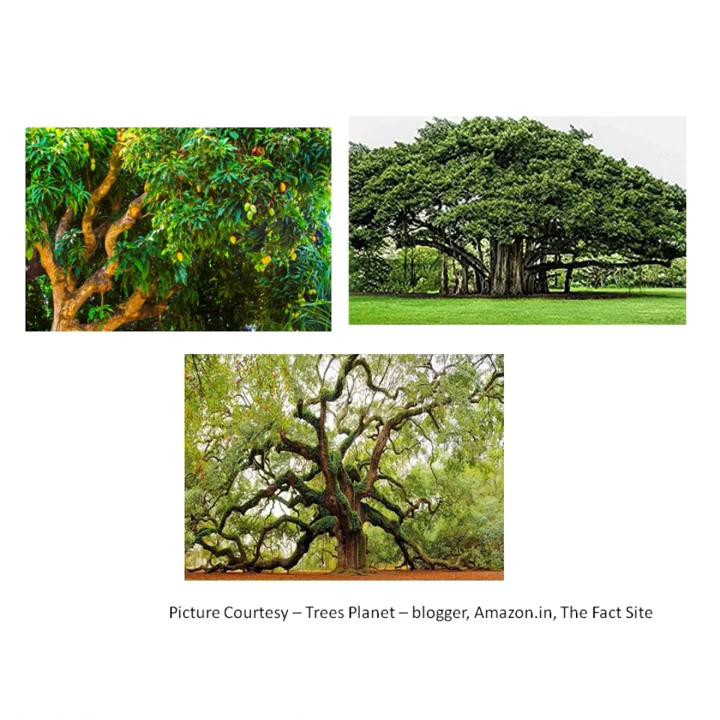 Picture Courtesy – Trees Planet – blogger, Amazon.in, The Fact Site